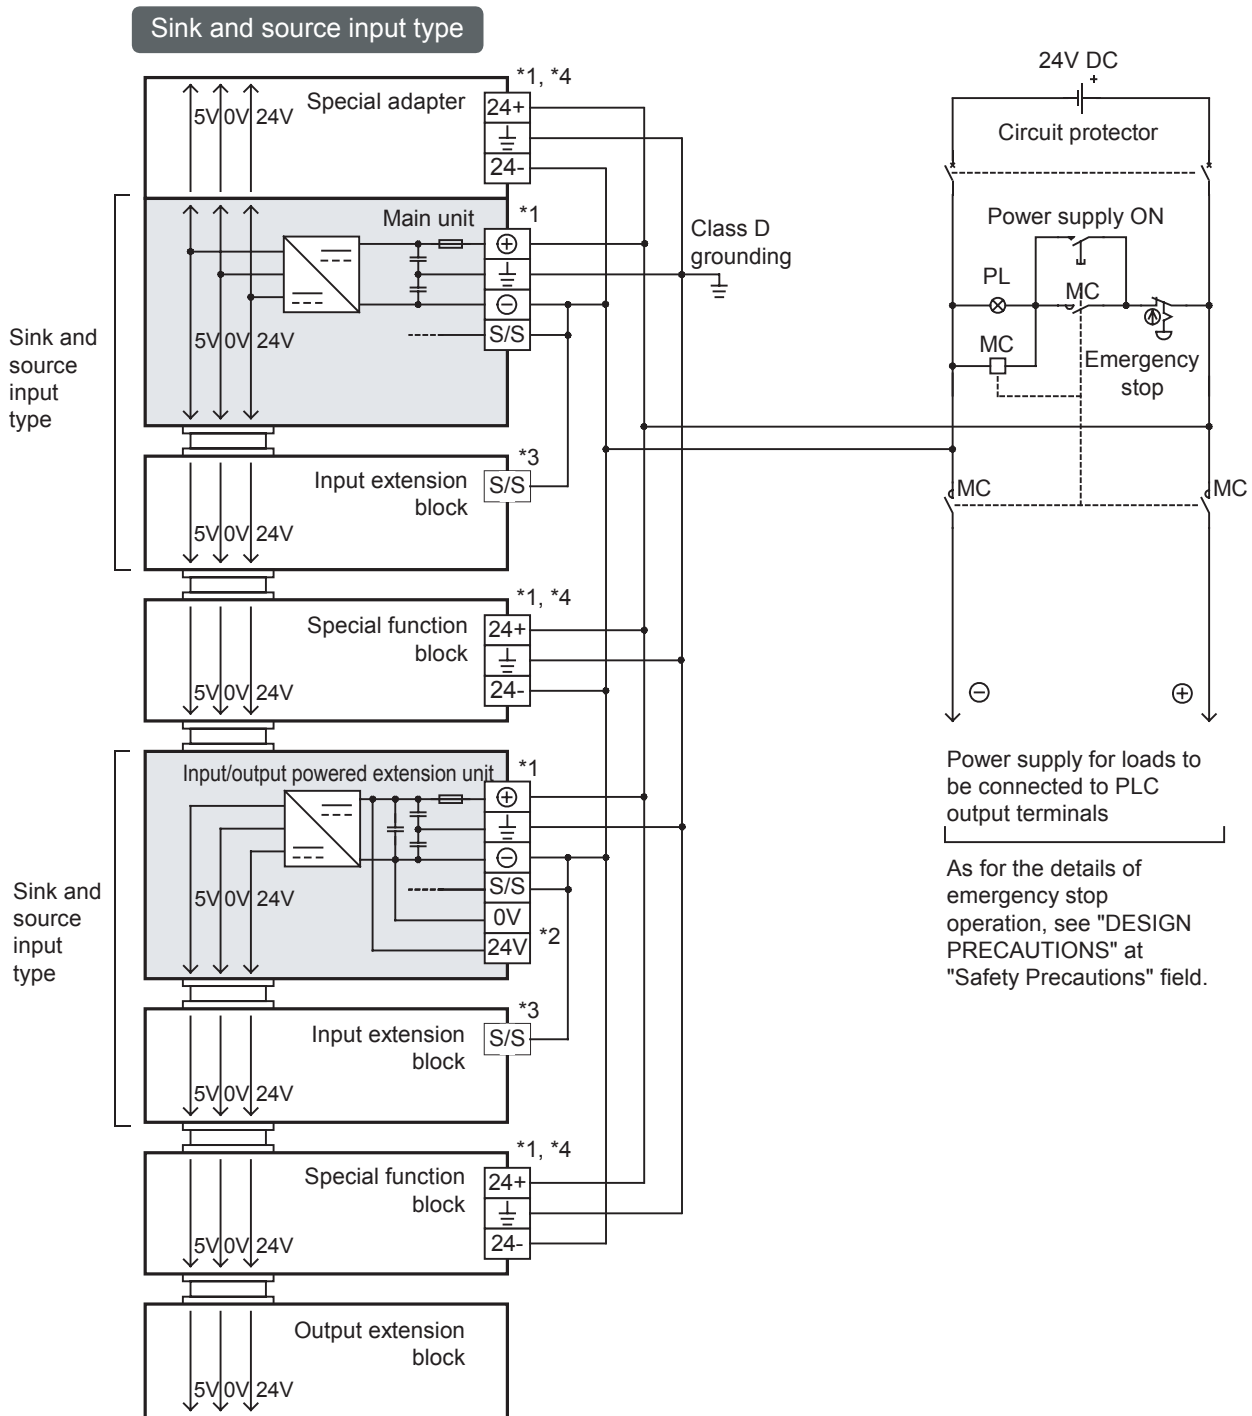 Sink and source input type
*1, *4
Special adapter
5V 0V 24V
24+
24-
Main unit
*1
+
-
S/S
5V 0V 24V
Sink and
source
input
type
Class D
grounding
Input extension
block
*3
S/S
5V 0V 24V
*1, *4
Special function
block
24+
24-
5V 0V 24V
Input/output powered extension unit
*1
+
-
S/S
0V
24V
*2
5V 0V 24V
Sink and
source
input
type
Input extension
block
*3
S/S
5V 0V 24V
*1, *4
Special function
block
24+
24-
5V 0V 24V
Output extension
block
5V 0V 24V
24V DC
+
Circuit protector
Power supply ON
PL
MC
MC
Emergency
stop
MC
MC
-
+
Power supply for loads to
be connected to PLC
output terminals
As for the details of
emergency stop
operation, see "DESIGN
PRECAUTIONS" at
"Safety Precautions" field.